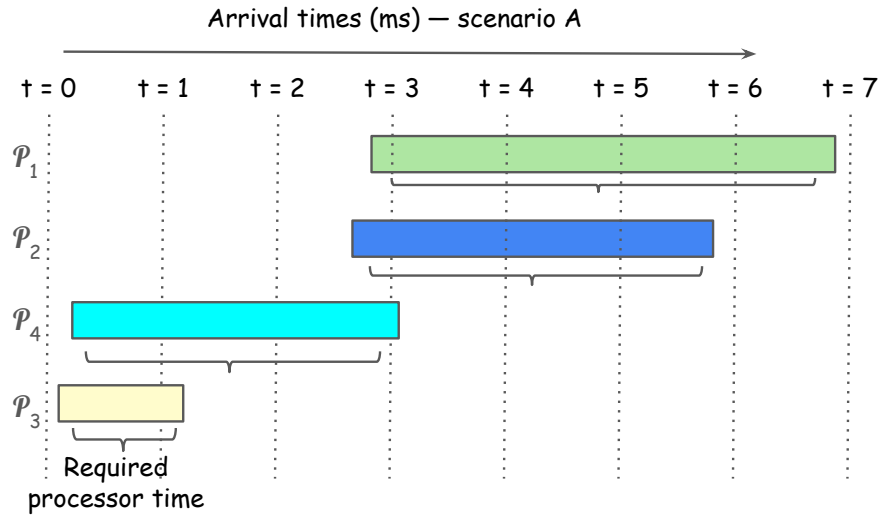 Arrival times (ms) — scenario A
t = 0 t = 1 t = 2 t = 3 t = 4 t = 5 t = 6 t = 7
𝒫1
𝒫2
𝒫4
𝒫3
Required
processor time